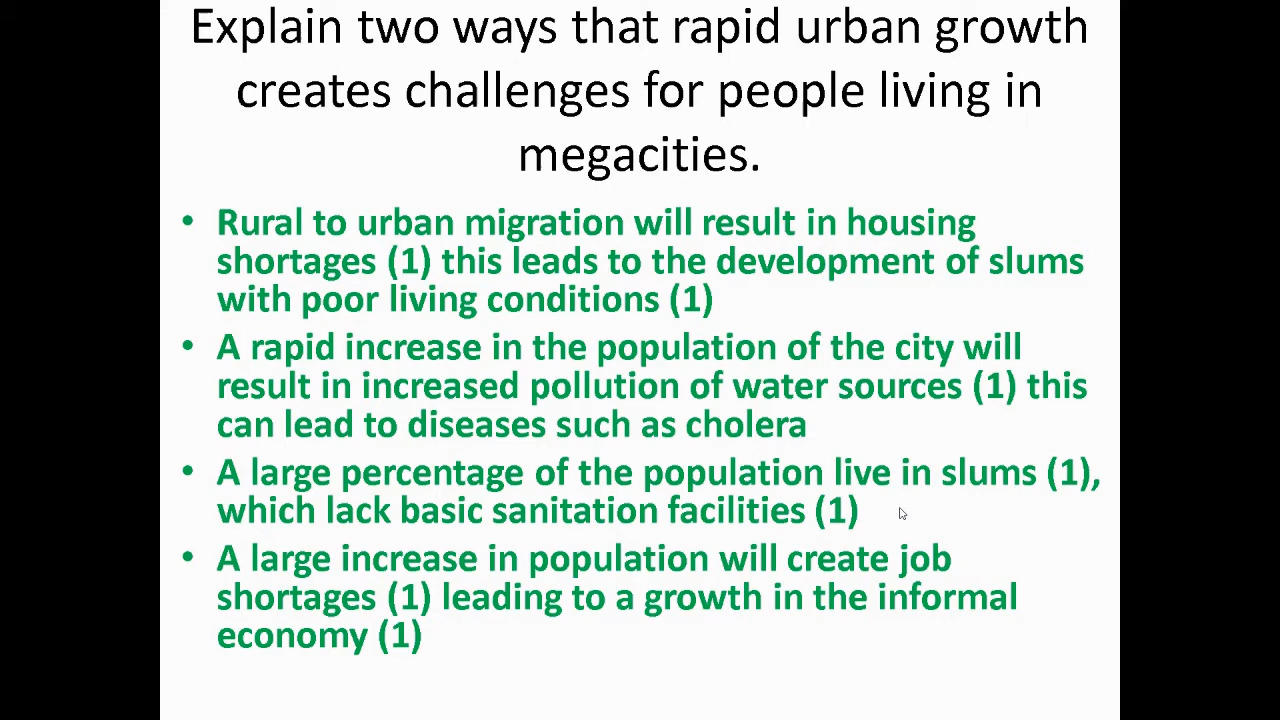 Explain two ways that rapid urban growth
creates challenges for people living in
megacities.
• Rural to urban migration will result in housing
shortages (1) this leads to the development of slums
with poor living conditions (1)
• A rapid increase in the population of the city will
result in increased pollution of water sources (1) this
can lead to diseases such as cholera
• A large percentage of the population live in slums (1),
which lack basic sanitation facilities (1)
• A large increase in population will create job
shortages (1) leading to a growth in the informal
economy (1)